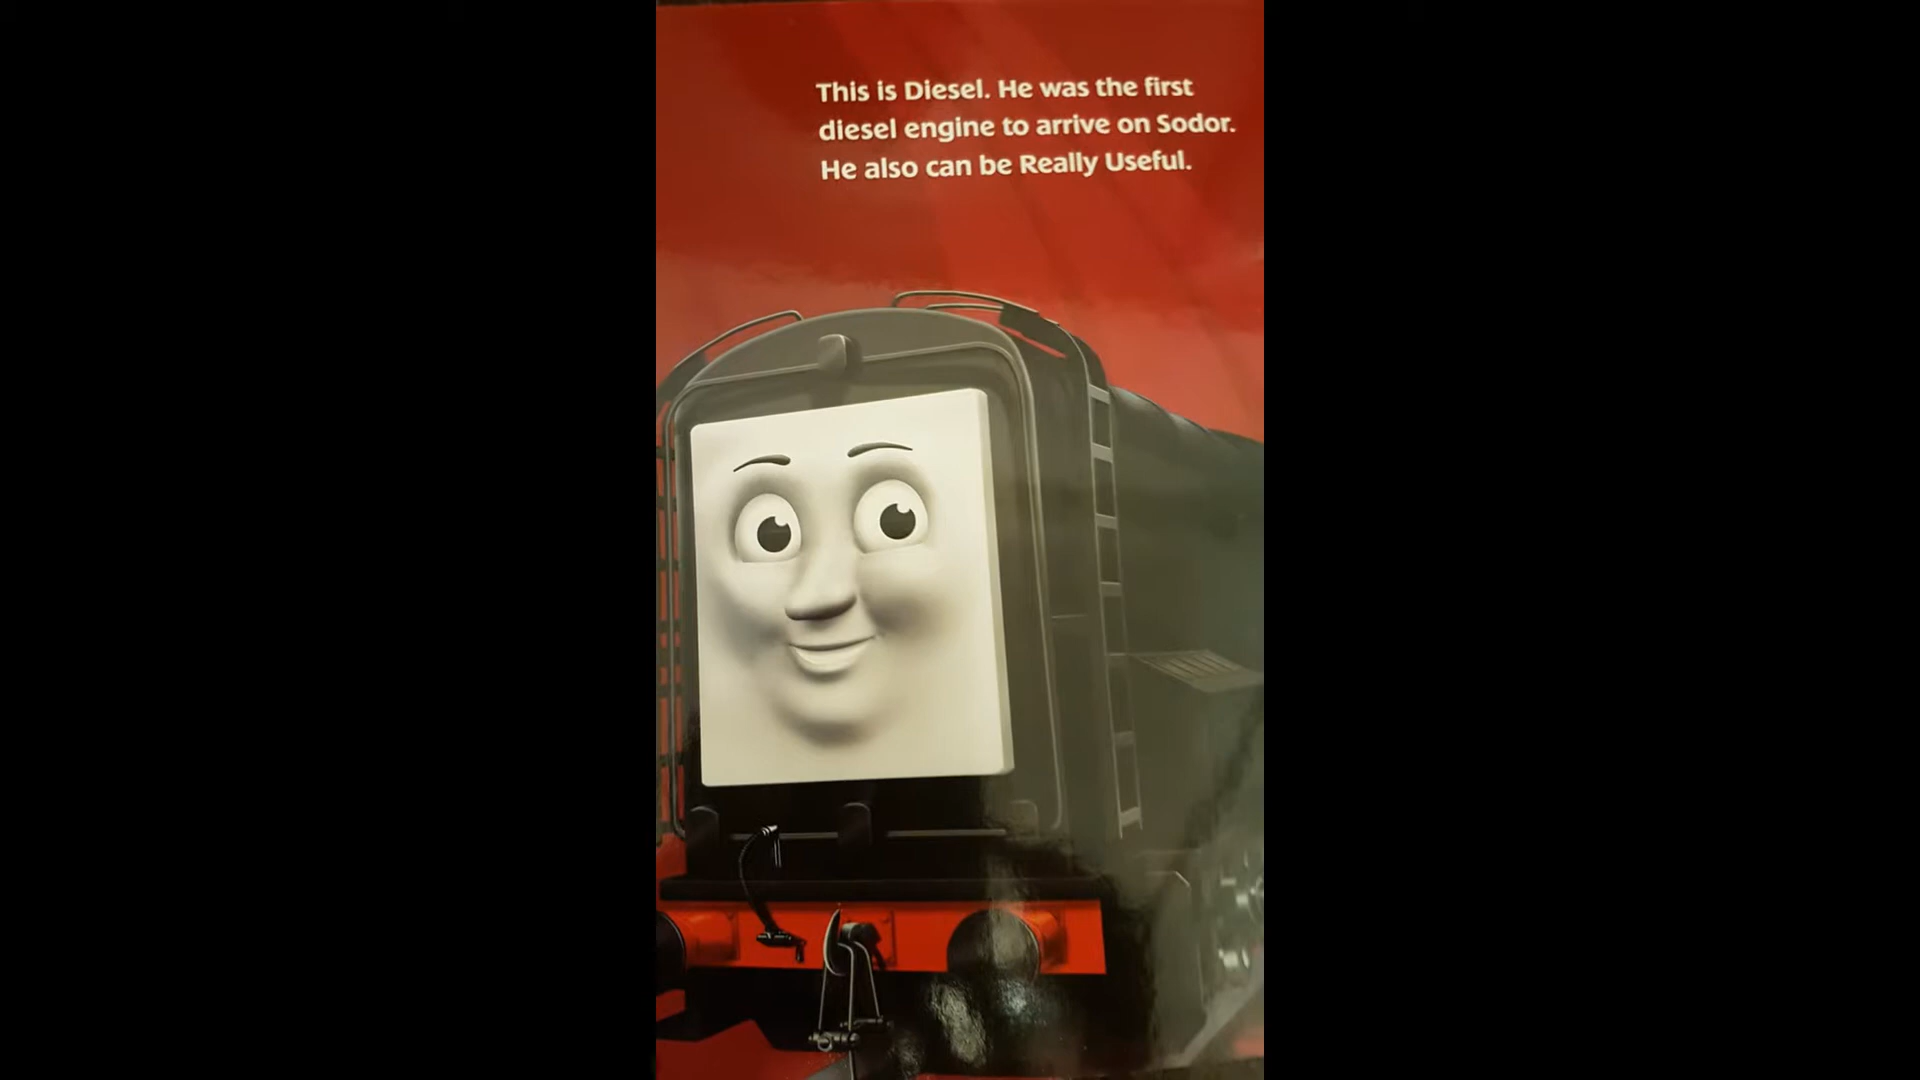 This is Diesel. He was the first
diesel engine to arrive on Sodor.
He also can be Really Useful.